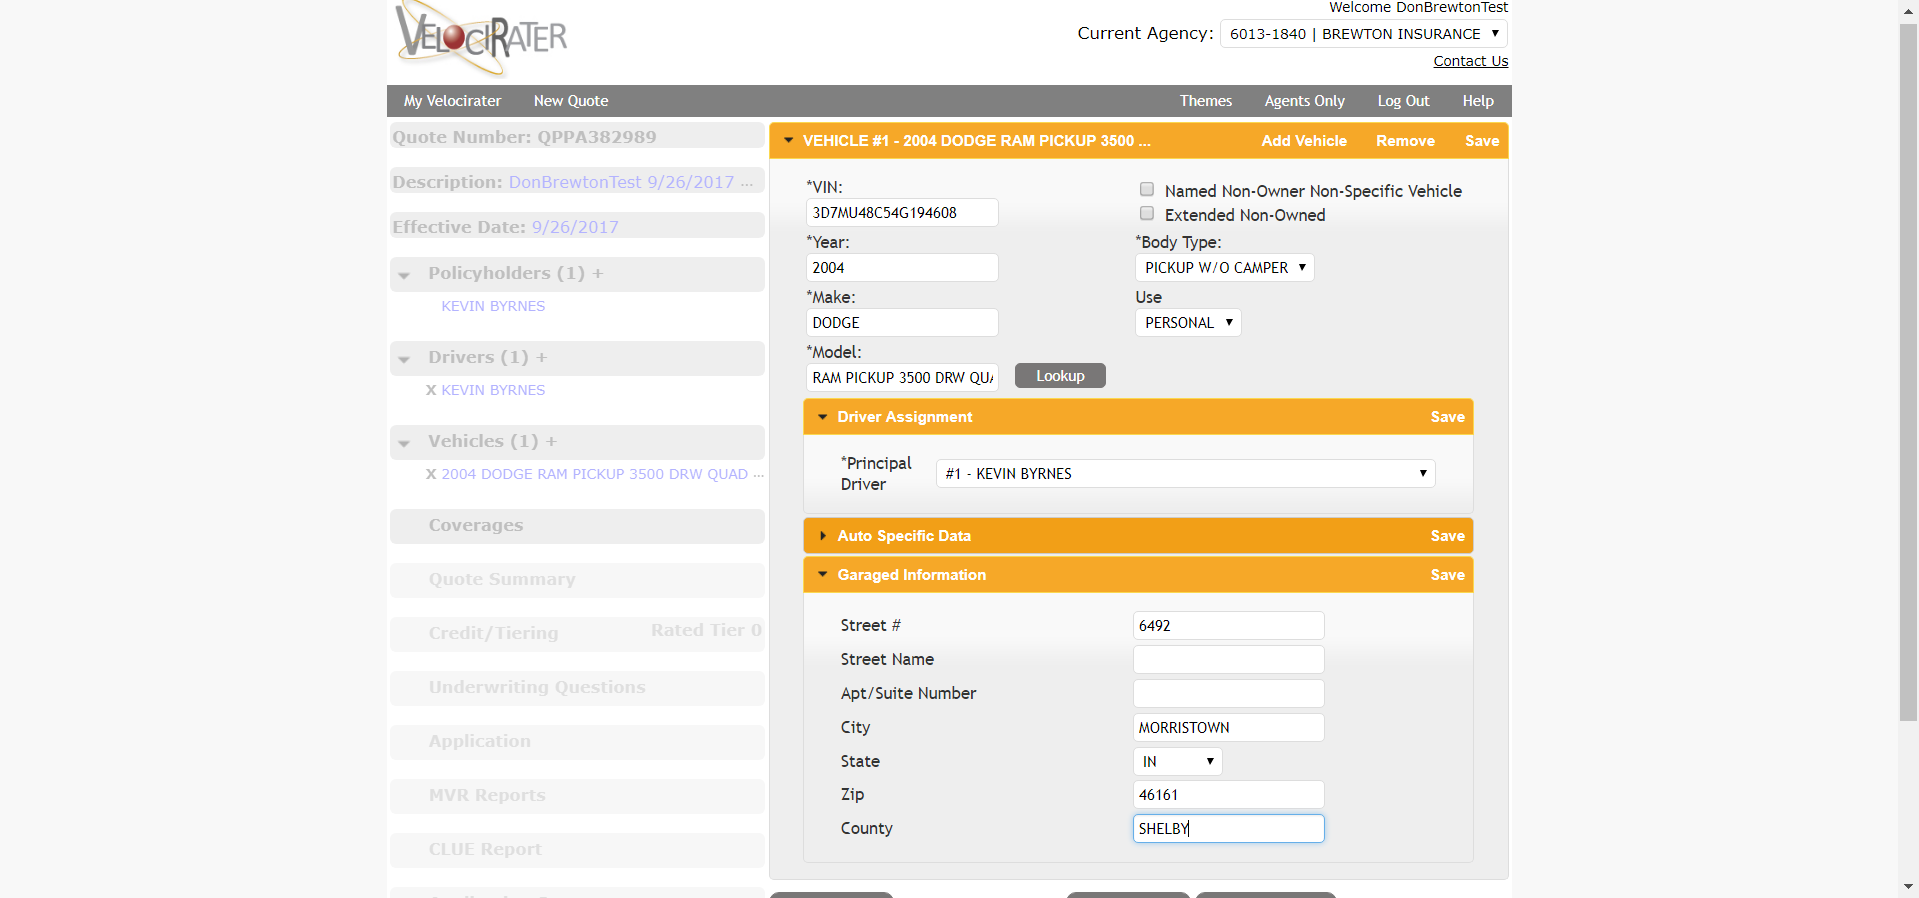 VELOCIRATER
Welcome DonBrewtonTest
Current Agency: 6013-1840 | BREWTON INSURANCE
Contact Us
My Velocirater New Quote Themes Agents Only Log Out Help
Quote Number: QPPA382989
Description: DonBrewtonTest 9/26/2017 ...
Effective Date: 9/26/2017
Policyholders (1) +
KEVIN BYRNES
Drivers (1) +
X KEVIN BYRNES
Vehicles (1) +
X 2004 DODGE RAM PICKUP 3500 DRW QUAD ...
Coverages
Quote Summary
Credit/Tiering Rated Tier 0
Underwriting Questions
Application
MVR Reports
CLUE Report
VEHICLE #1 - 2004 DODGE RAM PICKUP 3500 ... Add Vehicle Remove Save
*VIN:
3D7MU48C54G194608
Named Non-Owner Non-Specific Vehicle
Extended Non-Owned
*Year:
2004
*Body Type:
PICKUP W/O CAMPER
*Make:
DODGE
Use
PERSONAL
*Model:
RAM PICKUP 3500 DRW QUA
Lookup
Driver Assignment Save
*Principal
Driver
#1 - KEVIN BYRNES
Auto Specific Data Save
Garaged Information Save
Street # 6492
Street Name
Apt/Suite Number
City MORRISTOWN
State IN
Zip 46161
County SHELBY